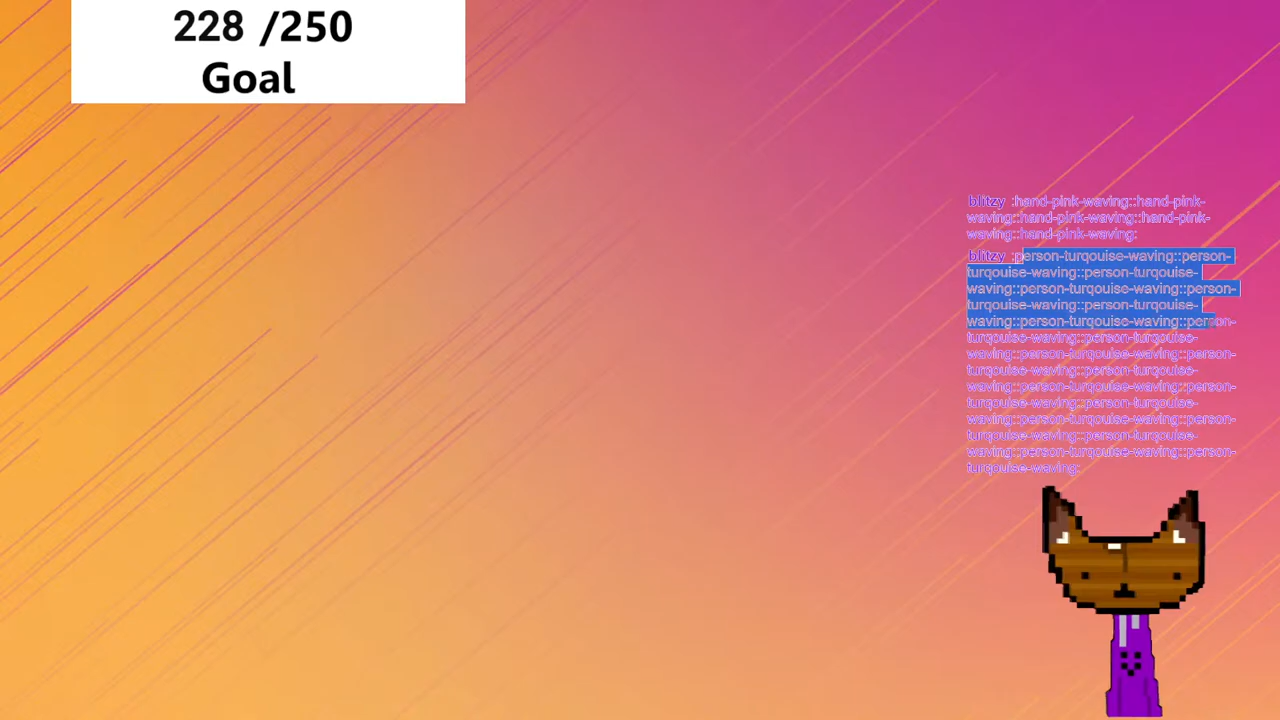 228 /250
Goal
blitzy :hand-pink-waving::hand-pink-
waving::hand-pink-waving::hand-pink-
waving::hand-pink-waving:
blitzy :person-turqouise-waving::person-
turqouise-waving::person-turqouise-
waving::person-turqouise-waving::person-
turqouise-waving::person-turqouise-
waving::person-turqouise-waving::person-
turqouise-waving::person-turqouise-
waving::person-turqouise-waving::person-
turqouise-waving::person-turqouise-
waving::person-turqouise-waving::person-
turqouise-waving::person-turqouise-
waving::person-turqouise-waving::person-
turqouise-waving::person-turqouise-
waving::person-turqouise-waving::person-
turqouise-waving: